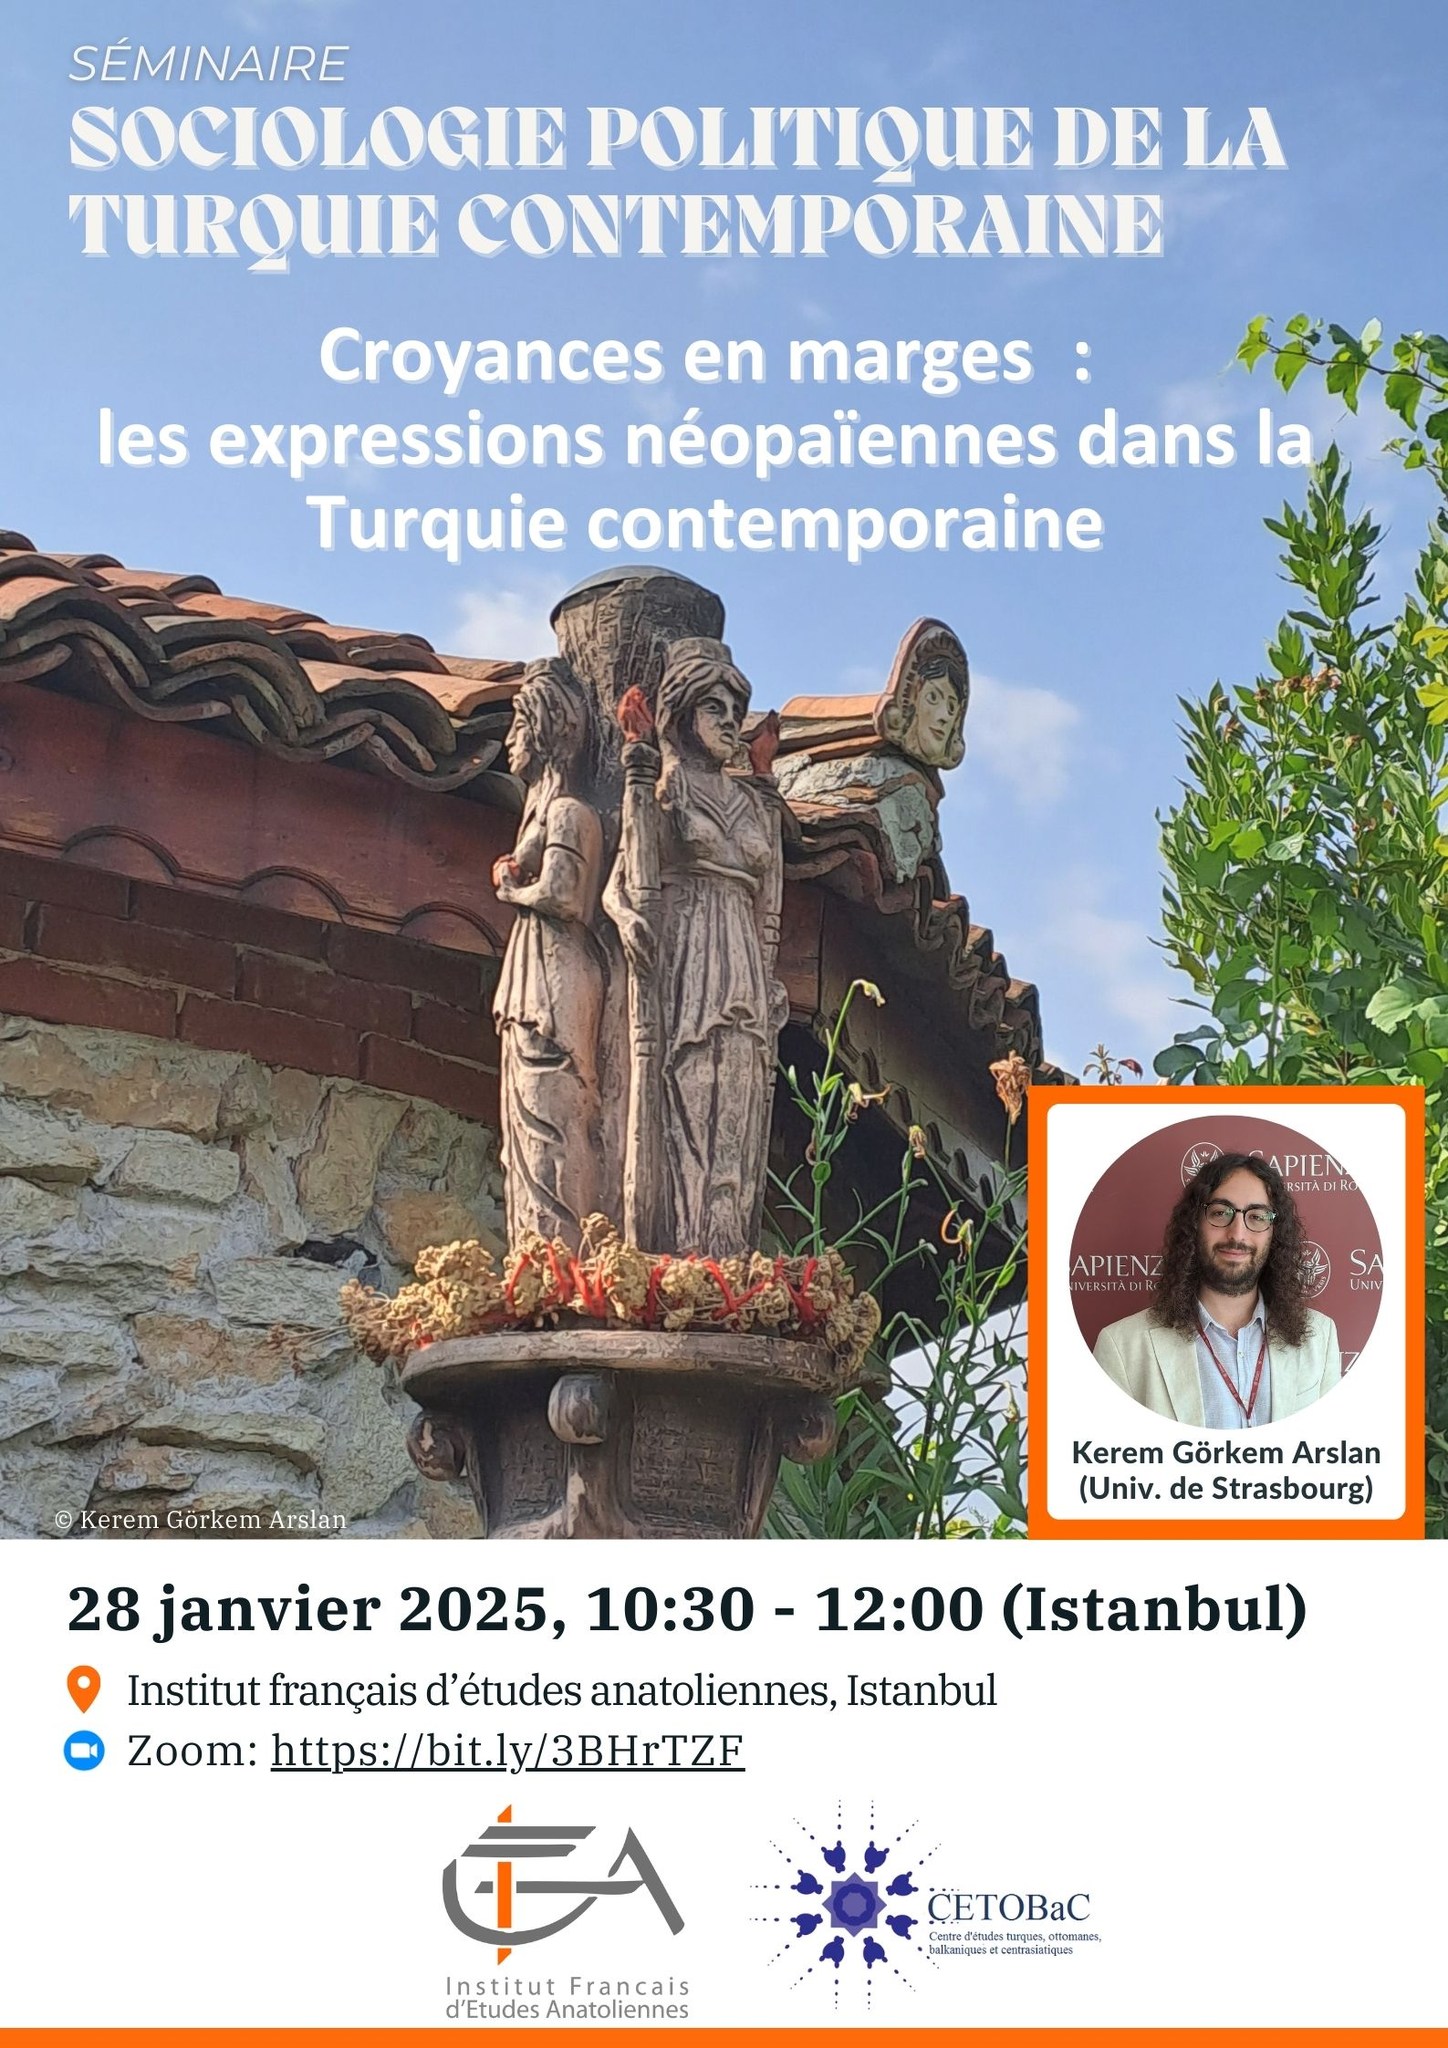 SÉMINAIRE
SOCIOLOGIE POLITIQUE DE LA
TURQUIE CONTEMPORAINE
Croyances en marges :
les expressions néopaïennes dans la
Turquie contemporaine
Kerem Görkem Arslan
(Univ. de Strasbourg)
© Kerem Görkem Arslan
28 janvier 2025, 10:30 - 12:00 (Istanbul)
Institut français d’études anatoliennes, Istanbul
Zoom: https://bit.ly/3BHrTZF
Institut Francais
d'Etudes Anatoliennes
CETOBaC
Centre d'études turques, ottomanes,
balkaniques et centrasiatiques